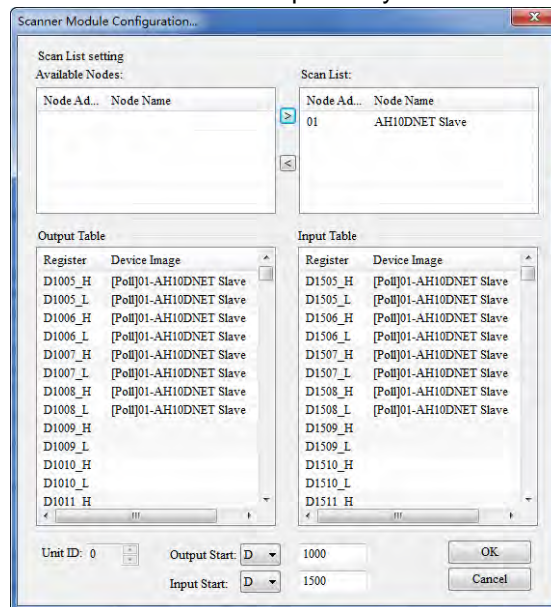 Scanner Module Configuration...
Scan List setting
Available Nodes:
Scan List:
Node Ad... Node Name
Node Ad... Node Name
>
01 AH10DNET Slave
<
Output Table
Input Table
Register Device Image
Register Device Image
D1005_H [Poll]01-AH10DNET Slave
D1505_H [Poll]01-AH10DNET Slave
D1005_L [Poll]01-AH10DNET Slave
D1505_L [Poll]01-AH10DNET Slave
D1006_H [Poll]01-AH10DNET Slave
D1506_H [Poll]01-AH10DNET Slave
D1006_L [Poll]01-AH10DNET Slave
D1506_L [Poll]01-AH10DNET Slave
D1007_H [Poll]01-AH10DNET Slave
D1507_H [Poll]01-AH10DNET Slave
D1007_L [Poll]01-AH10DNET Slave
D1507_L [Poll]01-AH10DNET Slave
D1008_H [Poll]01-AH10DNET Slave
D1508_H [Poll]01-AH10DNET Slave
D1008_L [Poll]01-AH10DNET Slave
D1508_L [Poll]01-AH10DNET Slave
D1009_H
D1509_H
D1009_L
D1509_L
D1010_H
D1510_H
D1010_L
D1510_L
D1011_H
D1511_H
Unit ID: 0
Output Start: D 1000
OK
Input Start: D 1500
Cancel